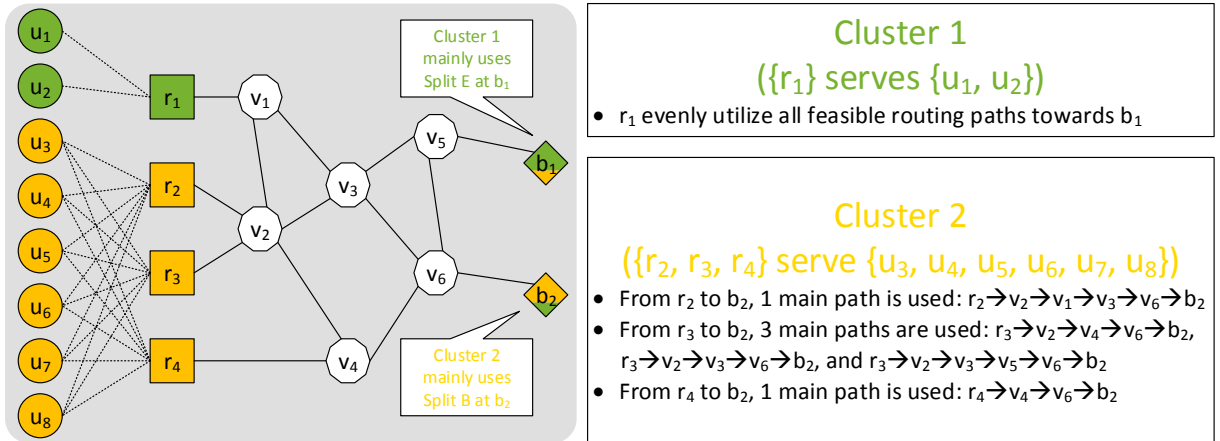 u1
u2
u3
u4
u5
u6
u7
u8
r1
r2
r3
r4
v1
v2
v3
v4
v5
v6
Cluster 1
mainly uses
Split E at b1
b1
b2
Cluster 2
mainly uses
Split B at b2
Cluster 1
({r1} serves {u1, u2})
• r1 evenly utilize all feasible routing paths towards b1
Cluster 2
({r2, r3, r4} serve {u3, u4, u5, u6, u7, u8})
• From r2 to b2, 1 main path is used: r2→v2→v1→v3→v6→b2
• From r3 to b2, 3 main paths are used: r3→v2→v4→v6→b2,
r3→v2→v3→v6→b2, and r3→v2→v3→v5→v6→b2
• From r4 to b2, 1 main path is used: r4→v4→v6→b2